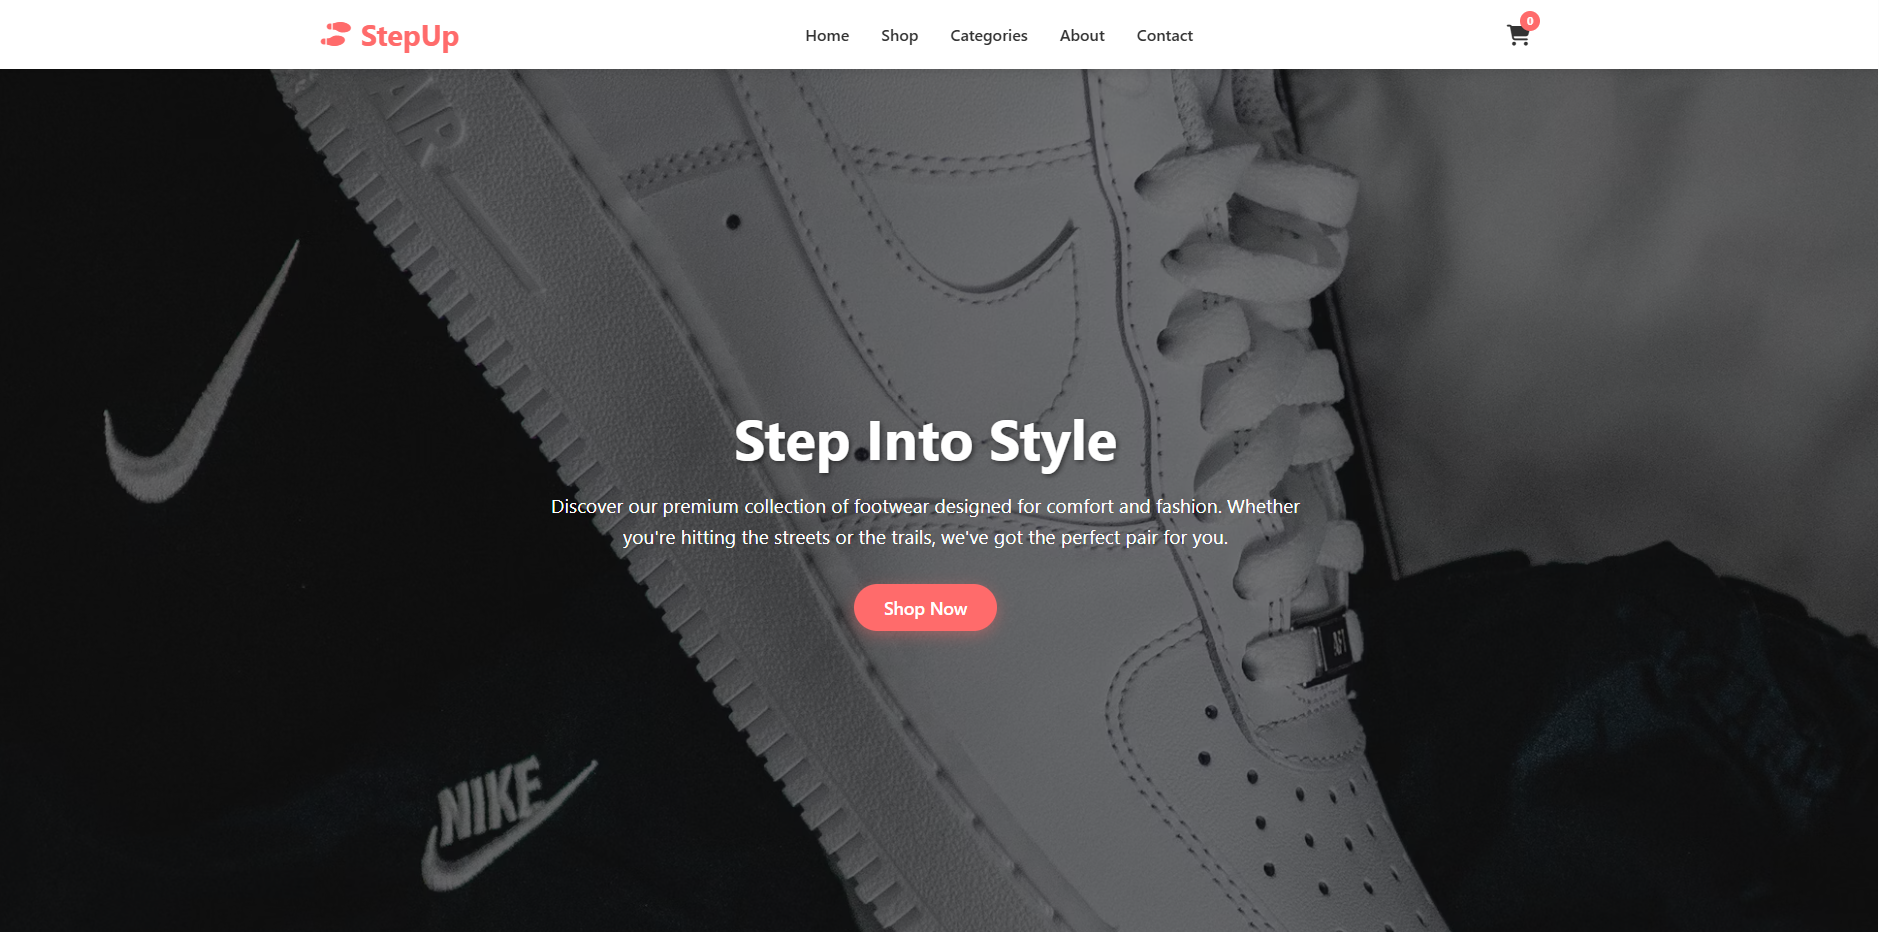 StepUp
Home Shop Categories About Contact
0
AIR
Step Into Style
Discover our premium collection of footwear designed for comfort and fashion. Whether
you're hitting the streets or the trails, we've got the perfect pair for you.
Shop Now
NIKE